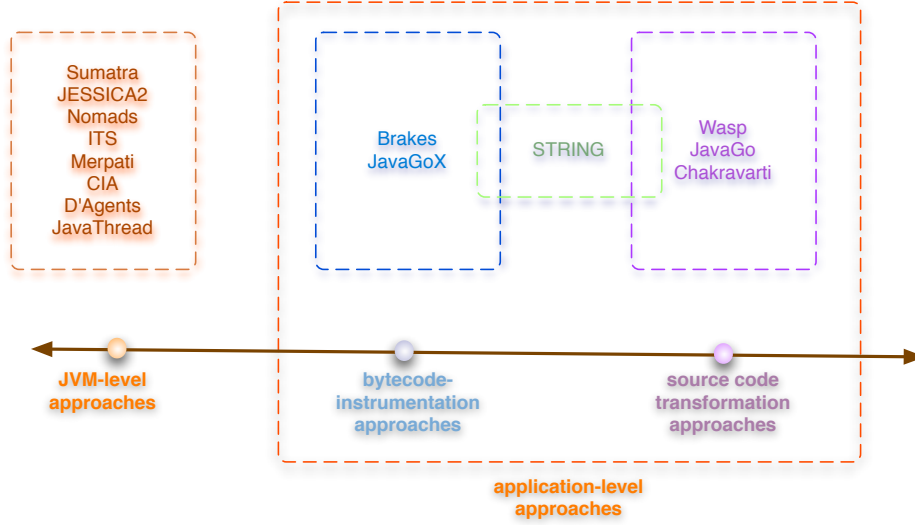 Sumatra
JESSICA2
Nomads
ITS
Merpati
CIA
D'Agents
JavaThread
Brakes
JavaGoX
STRING
Wasp
JavaGo
Chakravarti
JVM-level
approaches
bytecode-
instrumentation
approaches
source code
transformation
approaches
application-level
approaches